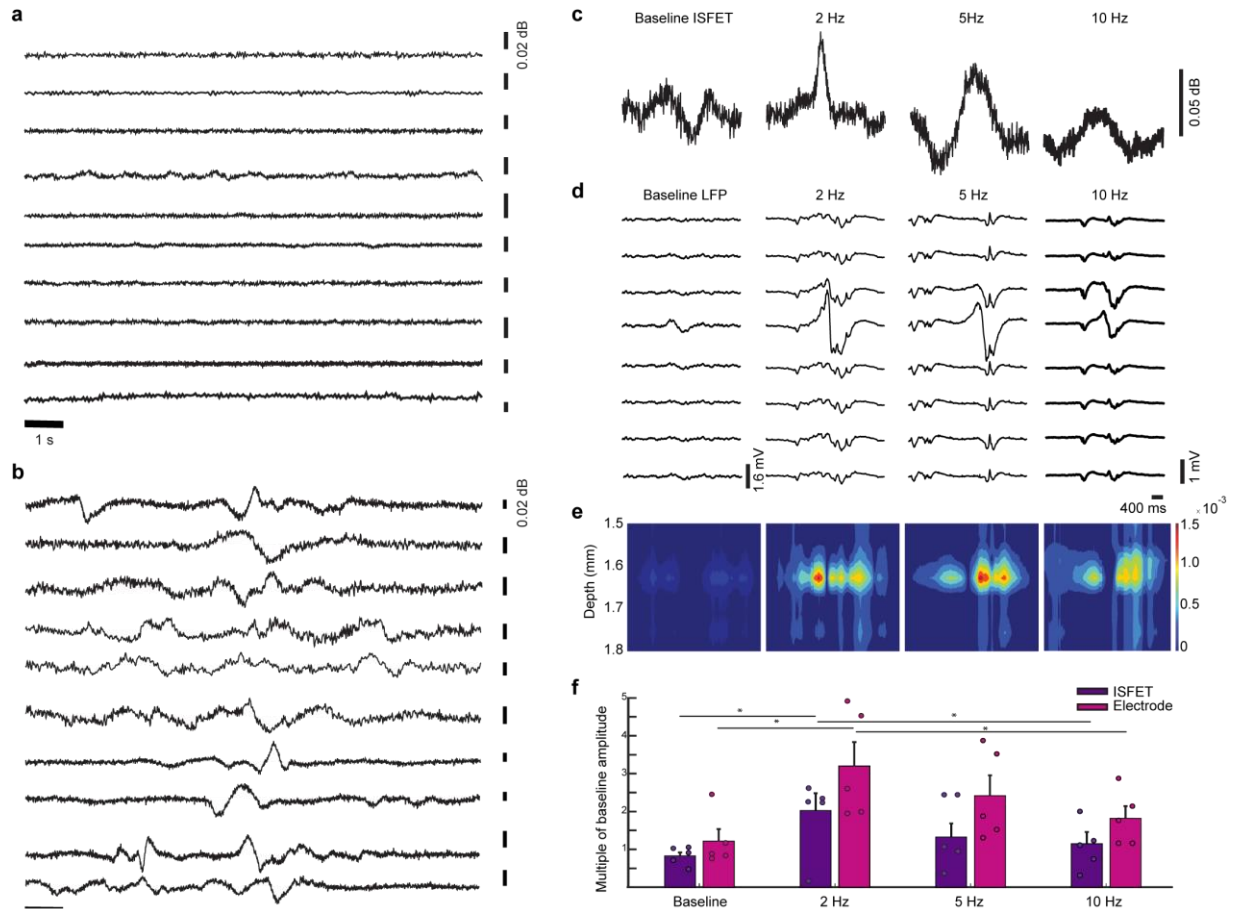 a
0.02 dB
1 s
b
0.02 dB
c
Baseline ISFET 2 Hz 5Hz 10 Hz
0.05 dB
d
Baseline LFP 2 Hz 5 Hz 10 Hz
1.6 mV
1 mV
400 ms
e
× 10⁻³
1.5
1.0
0.5
0
Depth (mm)
1.5
1.6
1.7
1.8
f
ISFET
Electrode
Multiple of baseline amplitude
5
4
3
2
1
* * * *
Baseline 2 Hz 5 Hz 10 Hz